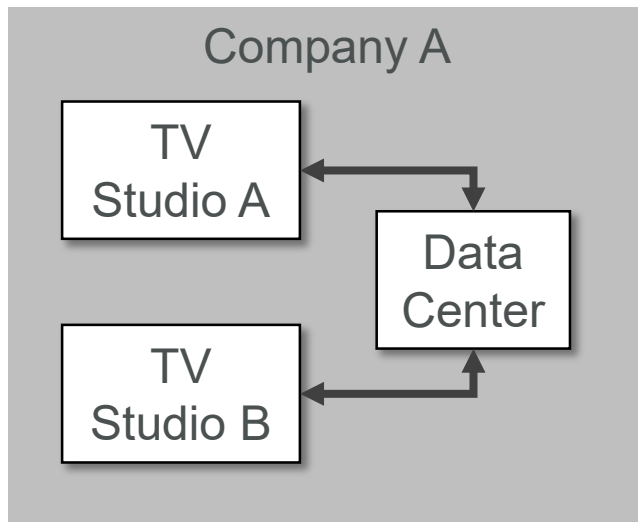 Company A
TV
Studio A
Data
Center
TV
Studio B